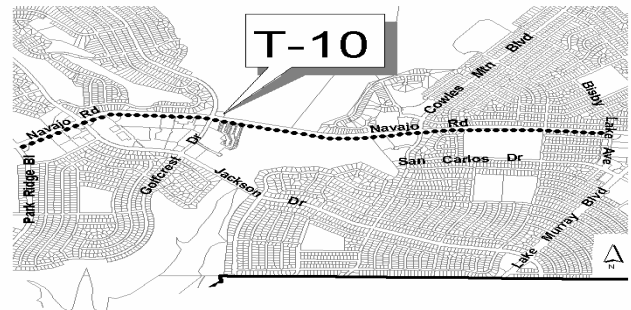 T-10
Cowles Mtn Blvd
Bisby
Lake Ave
Navajo Rd
Navajo Rd
Park Ridge Bl
Golfcrest Dr
Jackson Dr
San Carlos Dr
Lake Murray Blvd
N